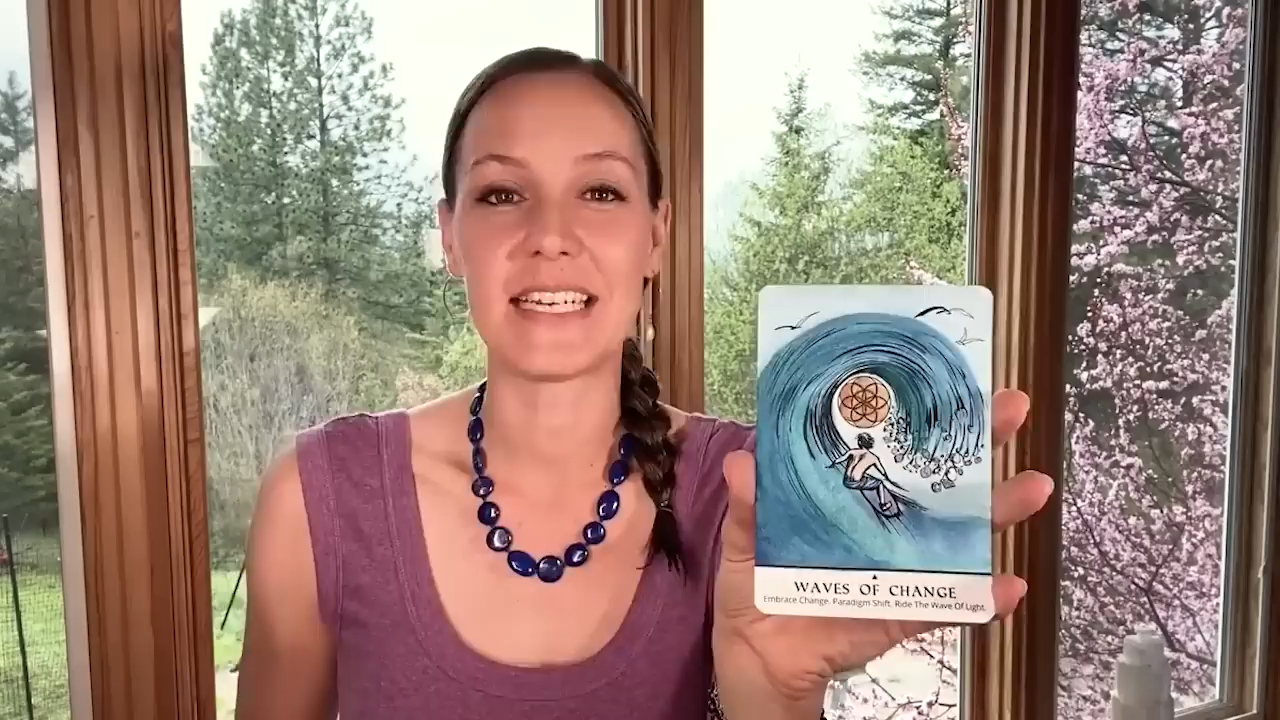 WAVES OF CHANGE
Embrace Change. Paradigm Shift. Ride The Wave Of Light.